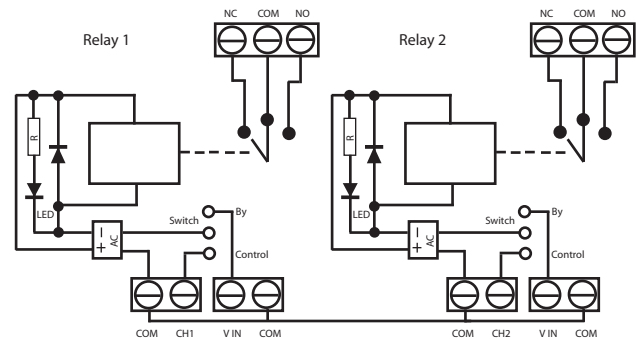 NC COM NO
NC COM NO
Relay 1
Relay 2
R
R
LED
LED
By
By
Switch
Switch
− + AC
− + AC
Control
Control
COM CH1 V IN COM
COM CH2 V IN COM